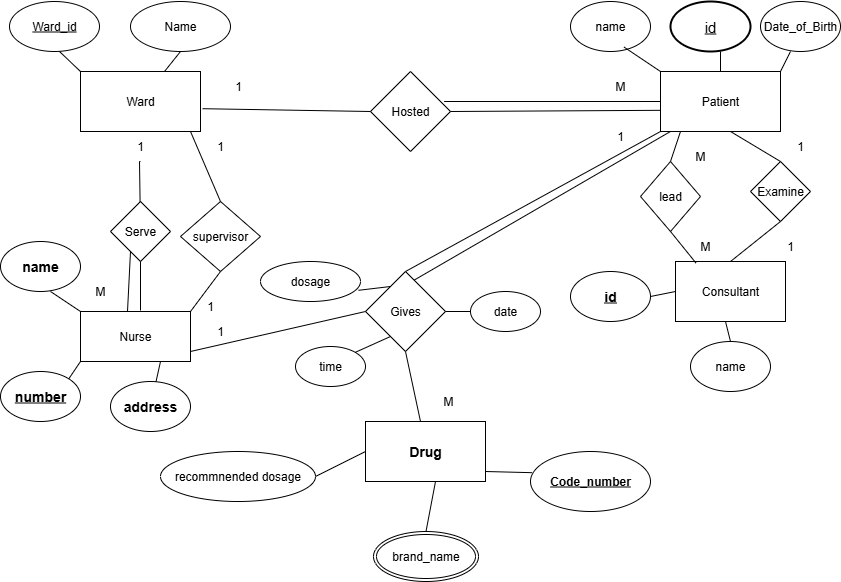 Ward_id
Name
name
id
Date_of_Birth
1
M
Ward
Hosted
Patient
1
1
1
M
1
Serve
supervisor
lead
Examine
name
M
1
M
1
dosage
Consultant
id
1
Gives
date
Nurse
time
name
number
address
M
Drug
recommnended dosage
Code_number
brand_name